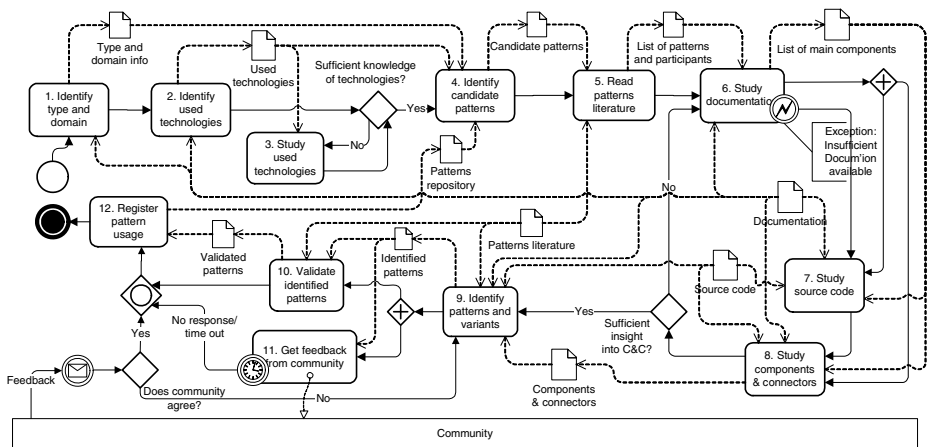 Type and
domain info
Used
technologies
Sufficient knowledge
of technologies?
Candidate patterns
List of patterns
and participants
List of main components
1. Identify
type and
domain
2. Identify
used
technologies
3. Study
used
technologies
No
Yes
4. Identify
candidate
patterns
5. Read
patterns
literature
6. Study
documentation
Exception:
Insufficient
Docum'ion
available
Patterns
repository
No
12. Register
pattern
usage
Validated
patterns
Identified
patterns
Patterns literature
Documentation
10. Validate
identified
patterns
9. Identify
patterns and
variants
Source code
7. Study
source code
No response/
time out
Yes
Sufficient
insight
into C&C?
Yes
11. Get feedback
from community
8. Study
components
& connectors
Components
& connectors
Feedback
Does community
agree?
No
Community